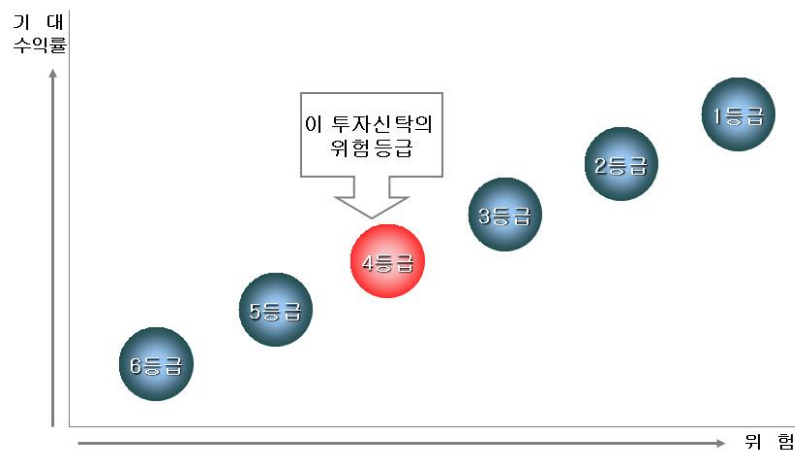 기 대
수익률
이 투자신탁의
위험등급
1등급
2등급
3등급
4등급
5등급
6등급
위 험